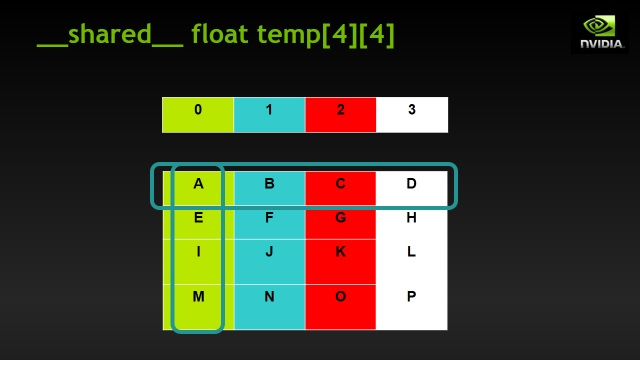 __shared__ float temp[4][4]
NVIDIA
0 1 2 3
A B C D
E F G H
I J K L
M N O P